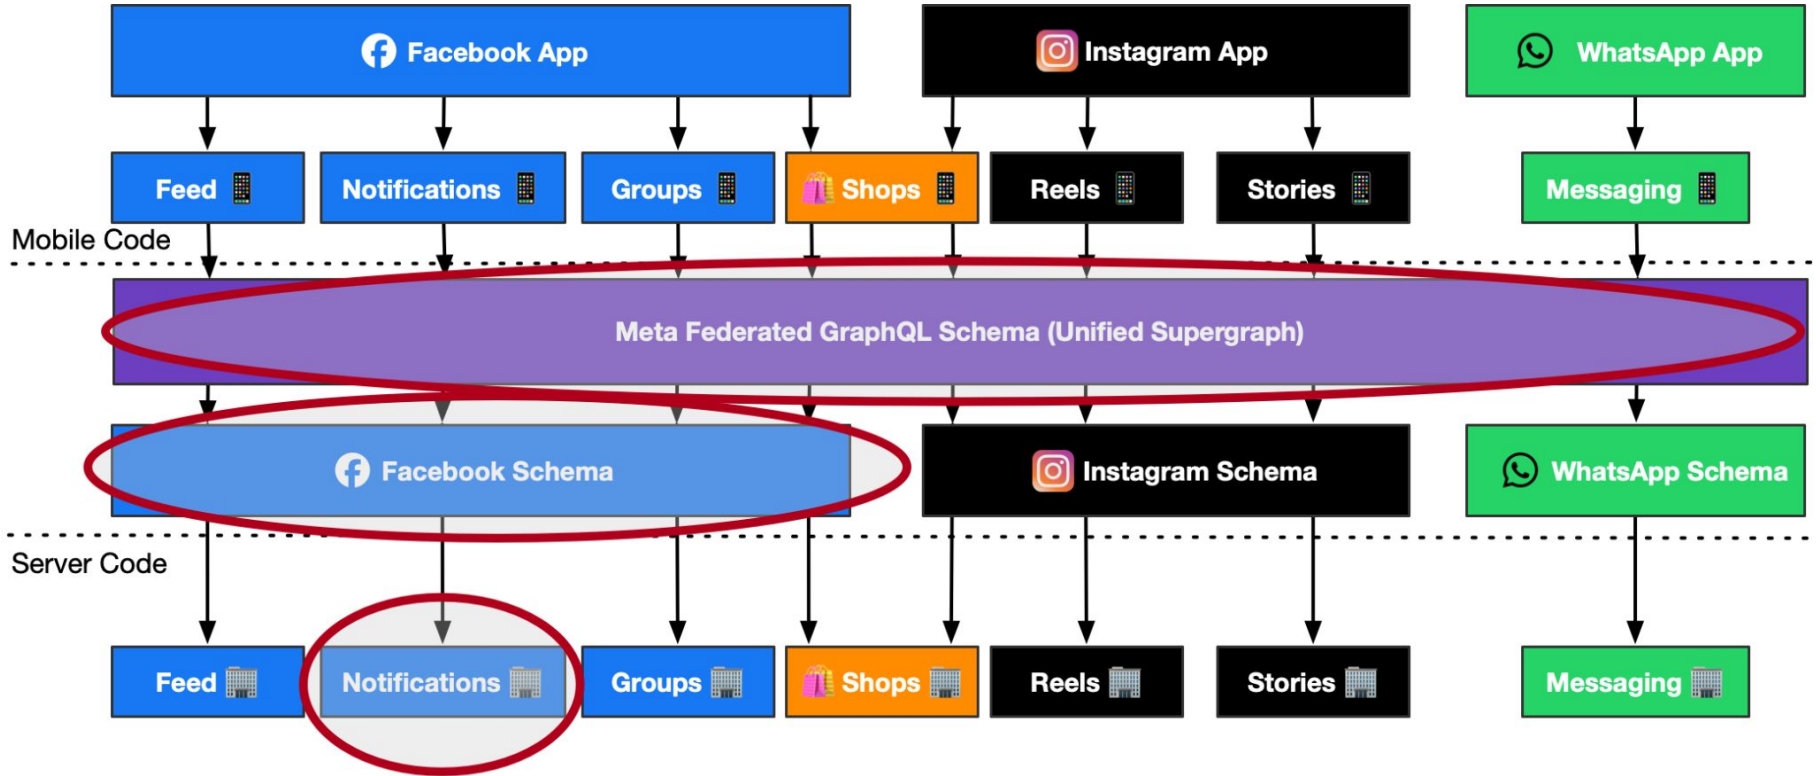 Facebook App
Instagram App
WhatsApp App
Feed
Notifications
Groups
Shops
Reels
Stories
Messaging
Mobile Code
Meta Federated GraphQL Schema (Unified Supergraph)
Facebook Schema
Instagram Schema
WhatsApp Schema
Server Code
Feed
Notifications
Groups
Shops
Reels
Stories
Messaging